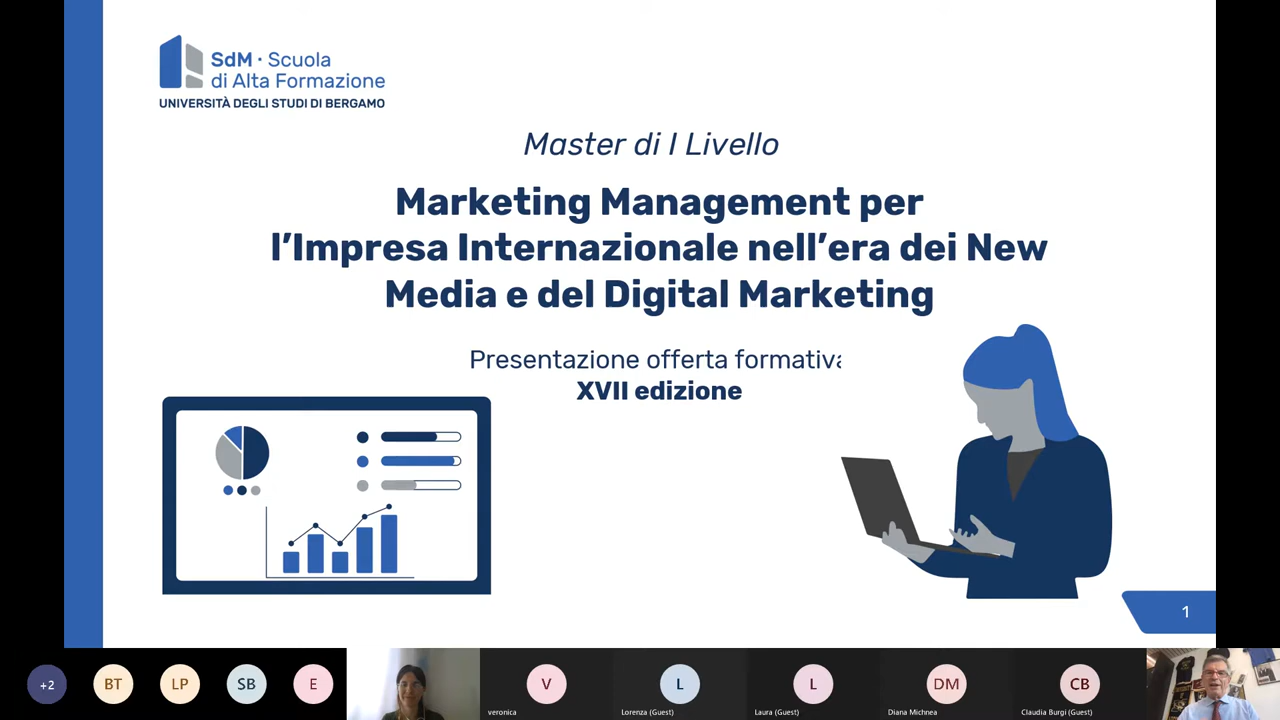 SdM · Scuola
di Alta Formazione
UNIVERSITÀ DEGLI STUDI DI BERGAMO
Master di I Livello
Marketing Management per
l’Impresa Internazionale nell’era dei New
Media e del Digital Marketing
Presentazione offerta formativa
XVII edizione
1
+2
BT
LP
SB
E
V
L
L
DM
CB
veronica
Lorenza (Guest)
Laura (Guest)
Diana Michnea
Claudia Burgi (Guest)